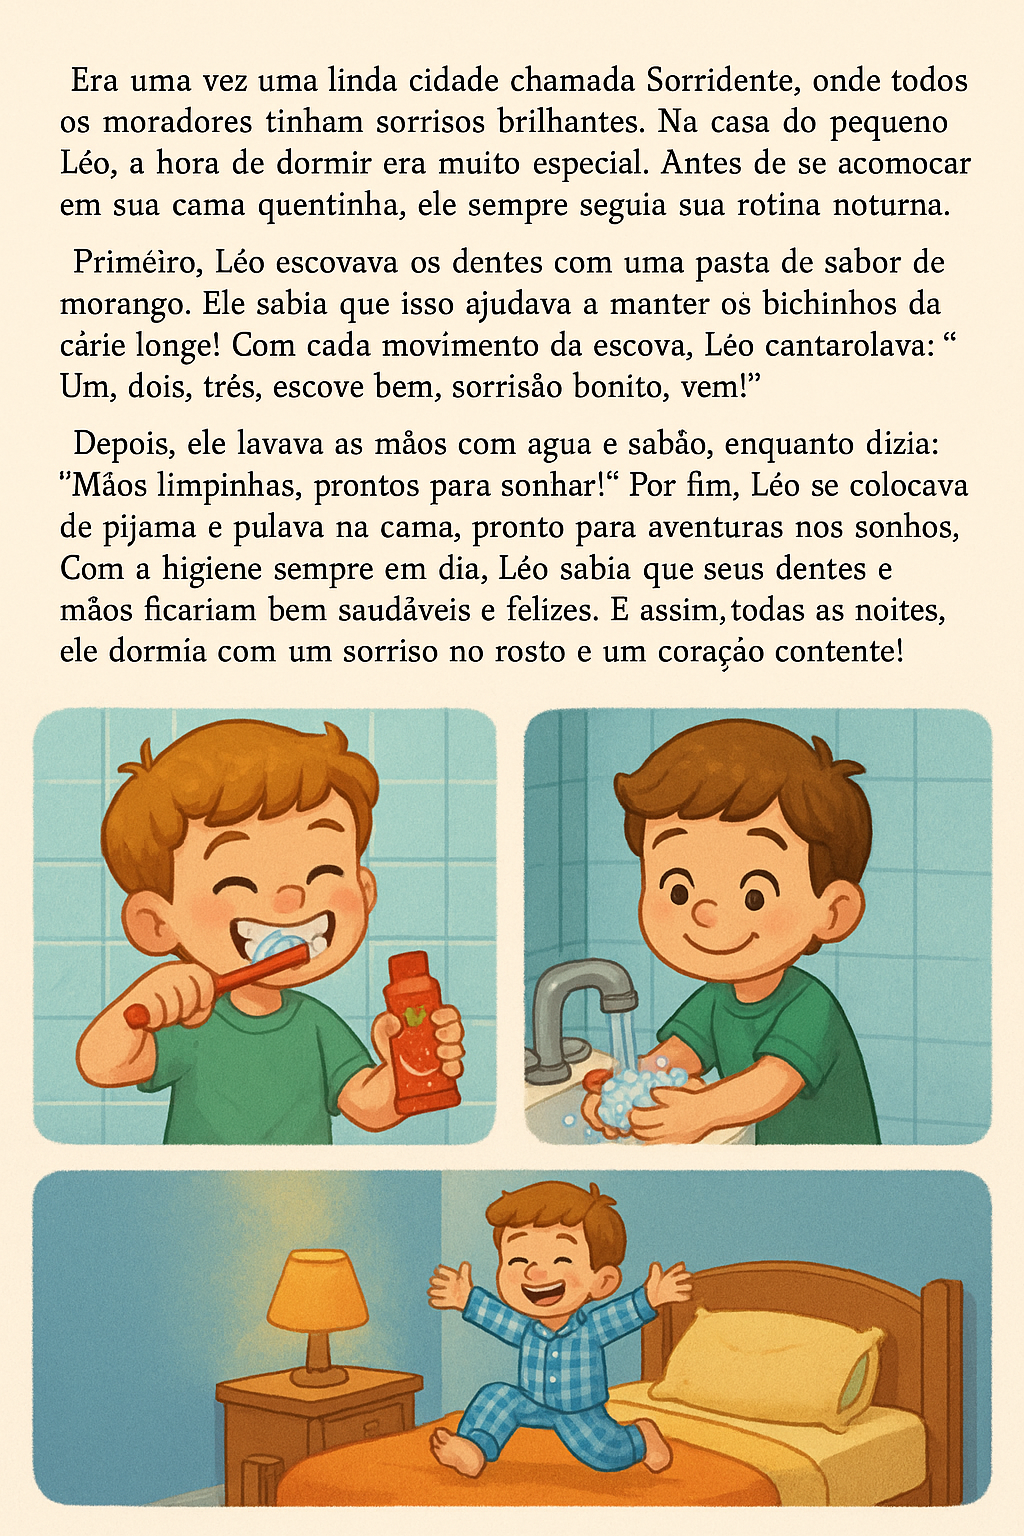 Era uma vez uma linda cidade chamada Sorridente, onde todos
os moradores tinham sorrisos brilhantes. Na casa do pequeno
Léo, a hora de dormir era muito especial. Antes de se acomocar
em sua cama quentinha, ele sempre seguia sua rotina noturna.
Priméiro, Léo escovava os dentes com uma pasta de sabor de
morango. Ele sabia que isso ajudava a manter os bichinhos da
cárie longe! Com cada movímento da escova, Léo cantarolava: “
Um, dois, trés, escove bem, sorrisåo bonito, vem!”
Depois, ele lavava as måos com agua e sabåo, enquanto dizia:
”Måos limpinhas, prontos para sonhar!“ Por fim, Léo se colocava
de pijama e pulava na cama, pronto para aventuras nos sonhos,
Com a higiene sempre em dia, Léo sabia que seus dentes e
måos ficariam bem saudåveis e felizes. E assim, todas as noites,
ele dormia com um sorriso no rosto e um coraçáo contente!